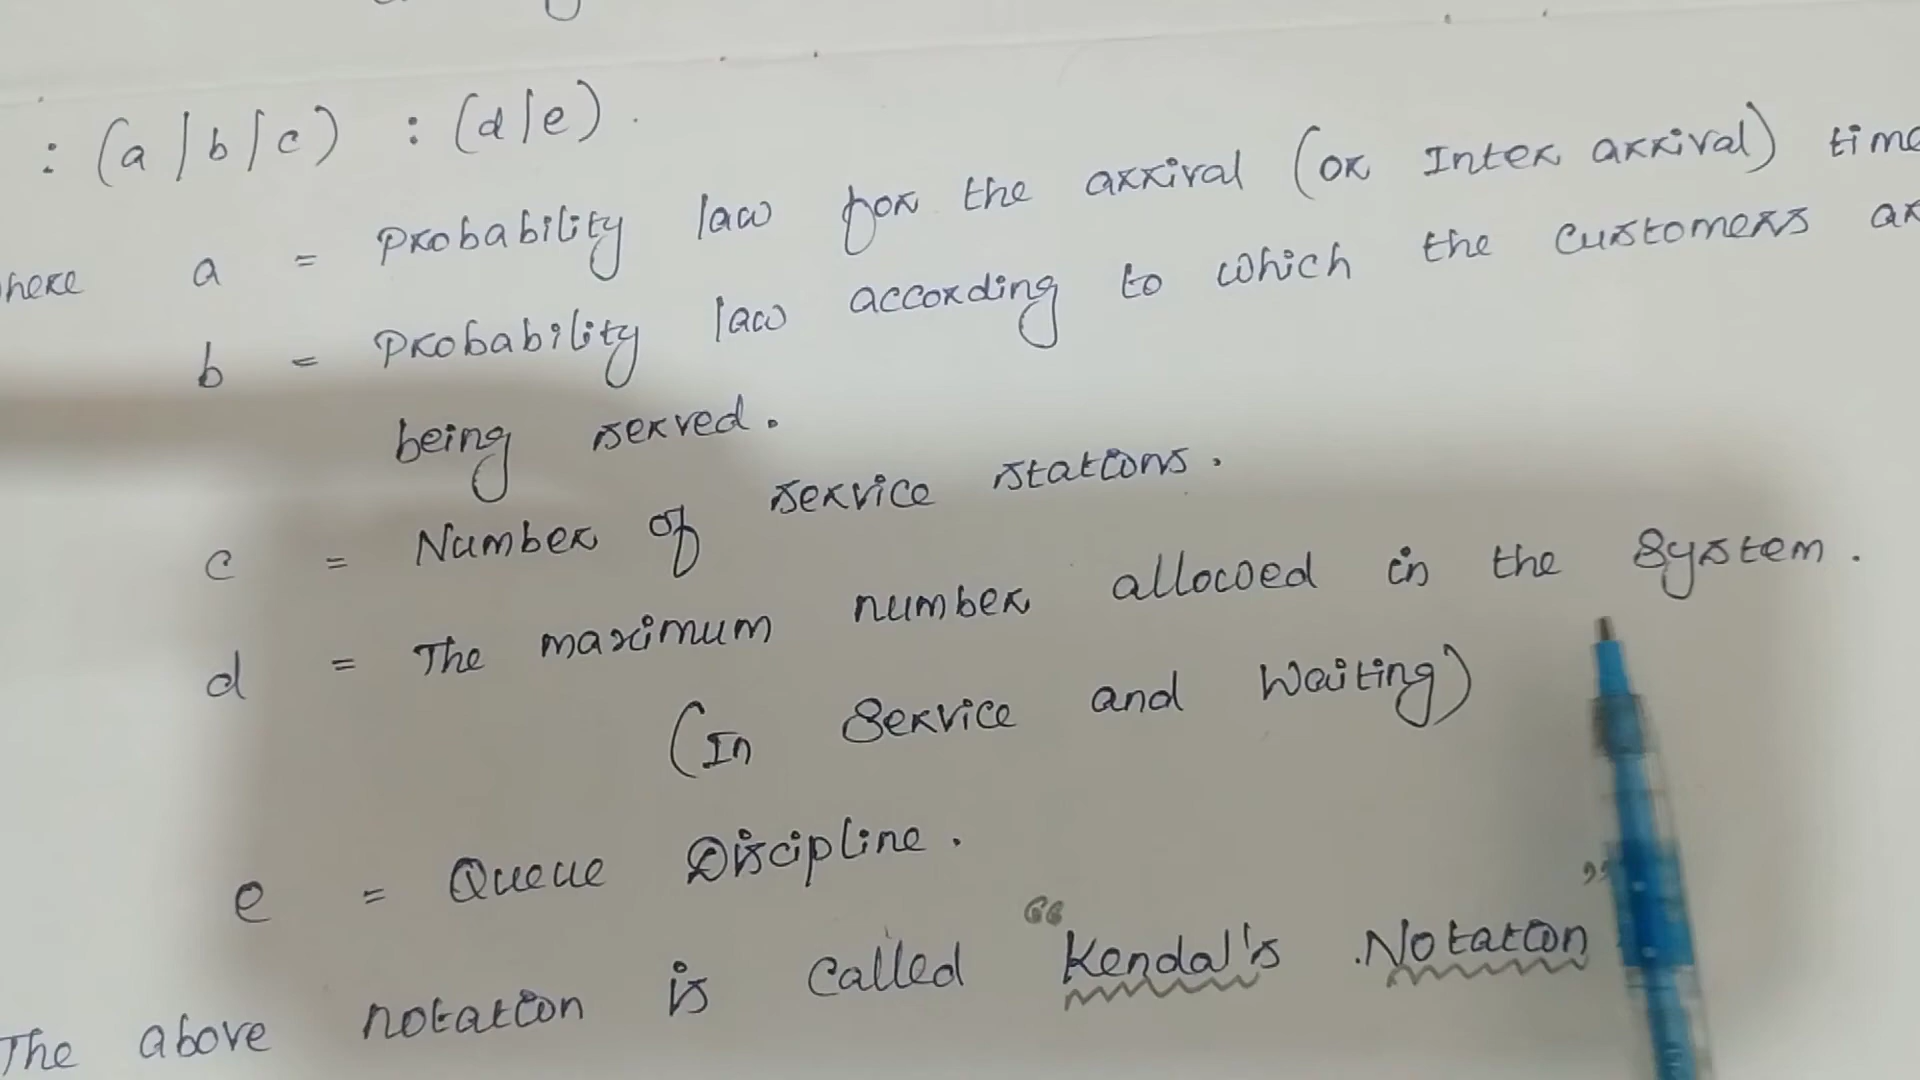 : (a/b/c) : (d/e).
here a = Probability law for the arrival (or Inter arrival) time
b = Probability law according to which the customers ar
being served.
c = Number of service stations.
d = The maximum number allowed in the System.
(In Service and Waiting)
e = Queue Discipline.
The above notation is called "Kendal's Notation"